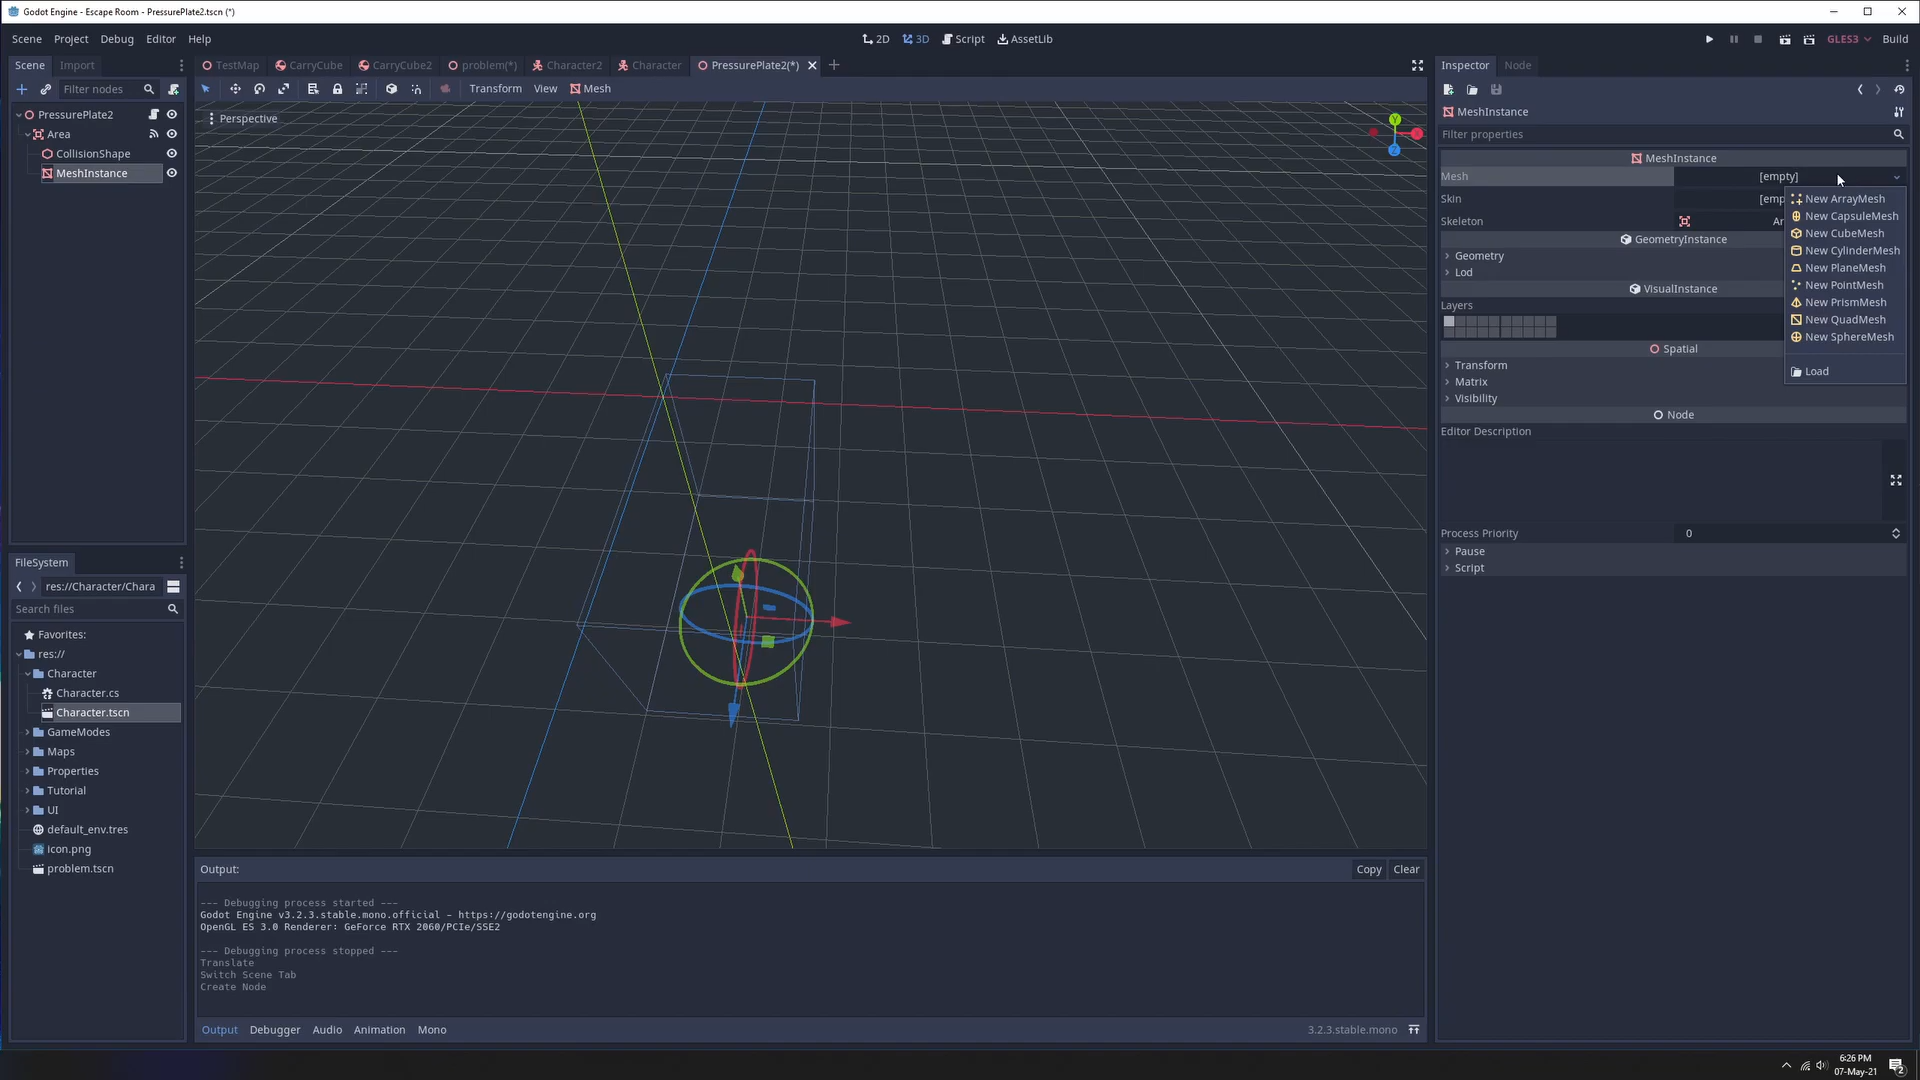 Godot Engine - Escape Room - PressurePlate2.tscn (*)
Scene Project Debug Editor Help
2D 3D Script AssetLib
GLES3 Build
Scene Import
TestMap CarryCube CarryCube2 problem(*) Character2 Character PressurePlate2(*)
Inspector Node
Filter nodes
Transform View Mesh
PressurePlate2
Area
CollisionShape
MeshInstance
Perspective
Y
X
Z
MeshInstance
Filter properties
MeshInstance
Mesh [empty]
Skin [emp
Skeleton Ar
GeometryInstance
Geometry
Lod
VisualInstance
Layers
Spatial
Transform
Matrix
Visibility
Node
Editor Description
Process Priority 0
Pause
Script
New ArrayMesh
New CapsuleMesh
New CubeMesh
New CylinderMesh
New PlaneMesh
New PointMesh
New PrismMesh
New QuadMesh
New SphereMesh
Load
FileSystem
res://Character/Chara
Search files
Favorites:
res://
Character
Character.cs
Character.tscn
GameModes
Maps
Properties
Tutorial
UI
default_env.tres
icon.png
problem.tscn
Output:
Copy Clear
--- Debugging process started ---
Godot Engine v3.2.3.stable.mono.official - https://godotengine.org
OpenGL ES 3.0 Renderer: GeForce RTX 2060/PCIe/SSE2
--- Debugging process stopped ---
Translate
Switch Scene Tab
Create Node
Output Debugger Audio Animation Mono
3.2.3.stable.mono
6:26 PM
07-May-21
2